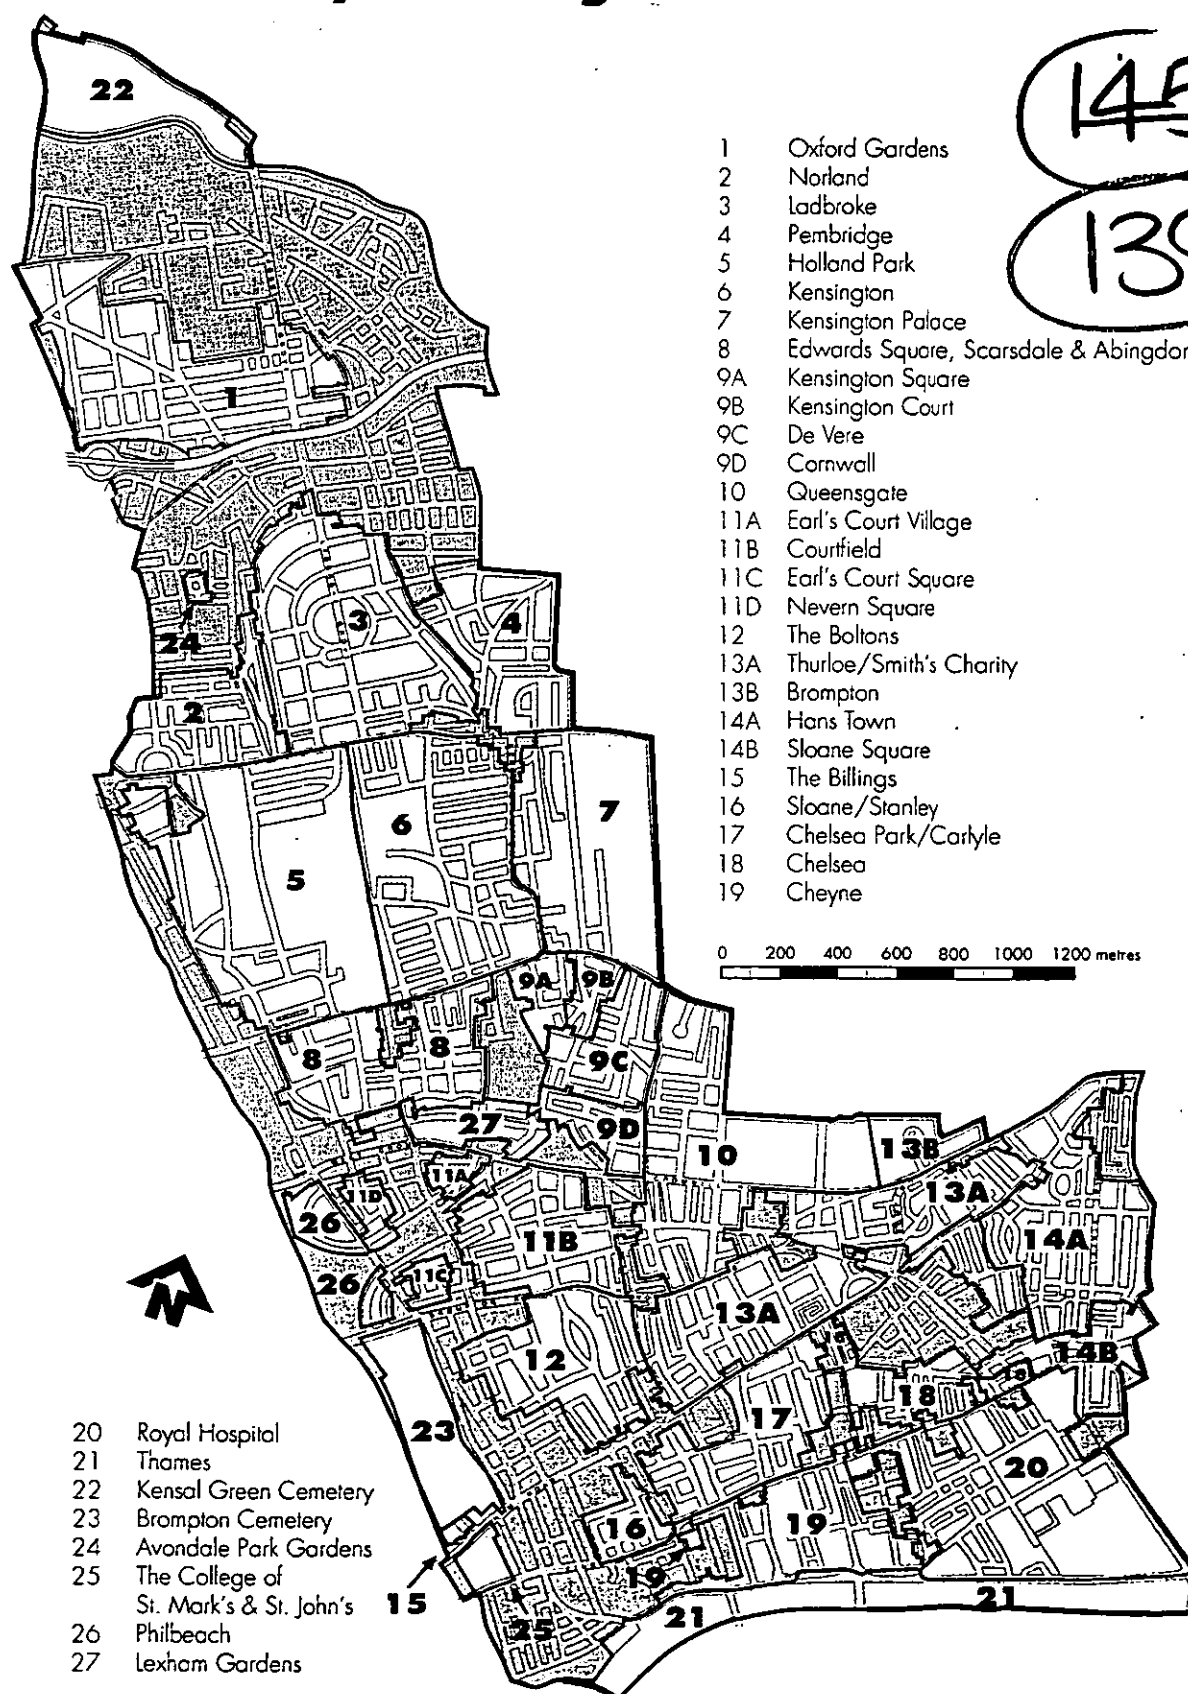 1 Oxford Gardens
2 Norland
3 Ladbroke
4 Pembridge
5 Holland Park
6 Kensington
7 Kensington Palace
8 Edwards Square, Scarsdale & Abingdon
9A Kensington Square
9B Kensington Court
9C De Vere
9D Cornwall
10 Queensgate
11A Earl's Court Village
11B Courtfield
11C Earl's Court Square
11D Nevern Square
12 The Boltons
13A Thurloe/Smith's Charity
13B Brompton
14A Hans Town
14B Sloane Square
15 The Billings
16 Sloane/Stanley
17 Chelsea Park/Carlyle
18 Chelsea
19 Cheyne
0 200 400 600 800 1000 1200 metres
22
1
3
4
24
2
7
6
5
9A 9B
8 8 9C
27 9D
10 13B
11A 13A
11D
26 11B 14A
26 11C
N
13A
12 14B
18
17
23
20
16 19
15 19
21 21
25
20 Royal Hospital
21 Thames
22 Kensal Green Cemetery
23 Brompton Cemetery
24 Avondale Park Gardens
25 The College of
St. Mark's & St. John's
26 Philbeach
27 Lexham Gardens